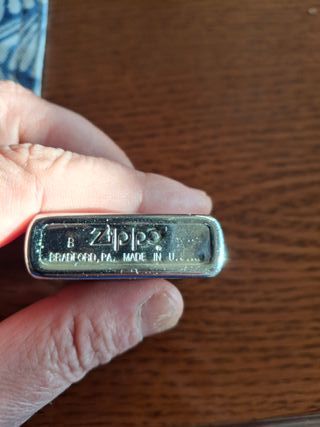 B Zippo
BRADFORD, PA. MADE IN U.